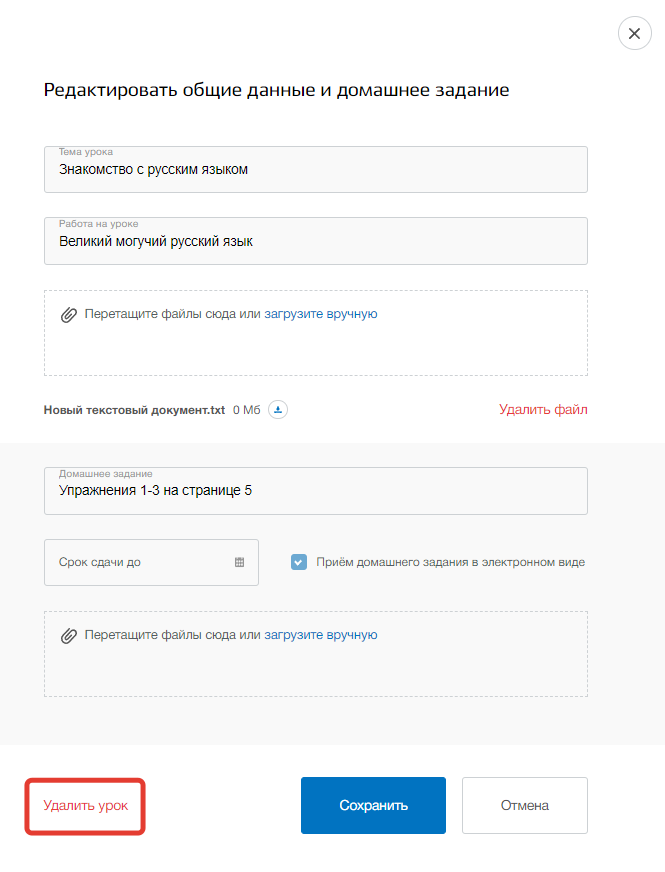 Редактировать общие данные и домашнее задание
Тема урока
Знакомство с русским языком
Работа на уроке
Великий могучий русский язык
Перетащите файлы сюда или загрузите вручную
Новый текстовый документ.txt 0 Мб Удалить файл
Домашнее задание
Упражнения 1-3 на странице 5
Срок сдачи до Приём домашнего задания в электронном виде
Перетащите файлы сюда или загрузите вручную
Удалить урок Сохранить Отмена